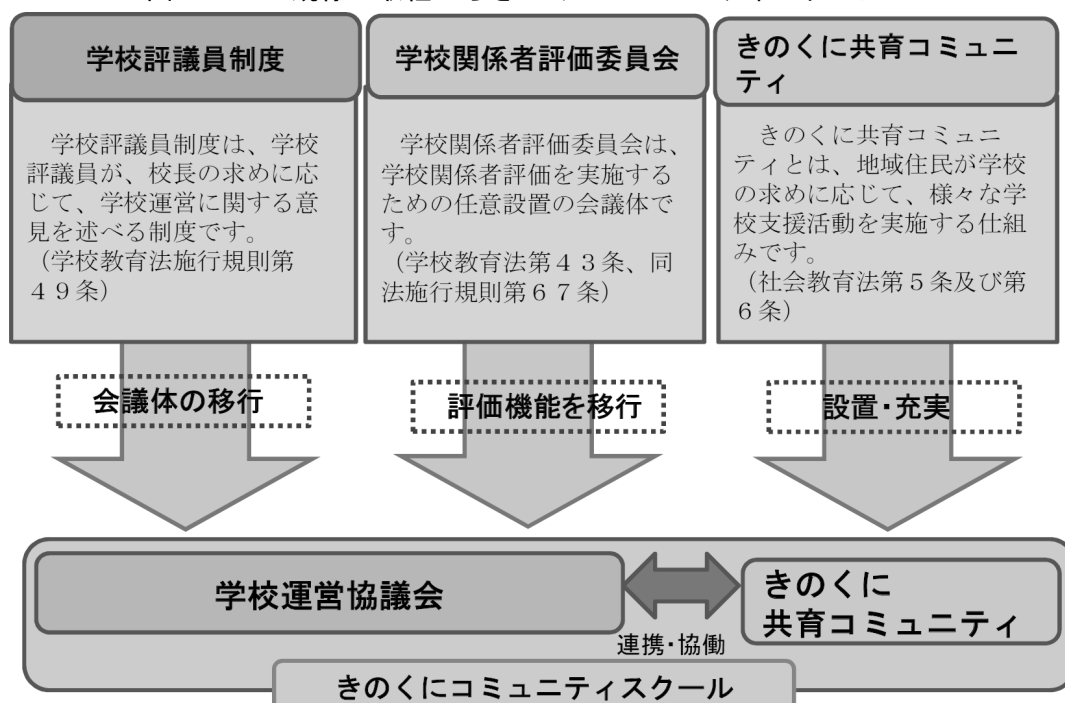 学校評議員制度
学校評議員制度は、学校
評議員が、校長の求めに応
じて、学校運営に関する意
見を述べる制度です。
（学校教育法施行規則第
４９条）
学校関係者評価委員会
学校関係者評価委員会は、
学校関係者評価を実施する
ための任意設置の会議体で
す。
（学校教育法第４３条、同
法施行規則第６７条）
きのくに共育コミュニ
ティ
きのくに共育コミュニ
ティとは、地域住民が学校
の求めに応じて、様々な学
校支援活動を実施する仕組
みです。
（社会教育法第５条及び第
６条）
会議体の移行
評価機能を移行
設置・充実
学校運営協議会
連携・協働
きのくに
共育コミュニティ
きのくにコミュニティスクール